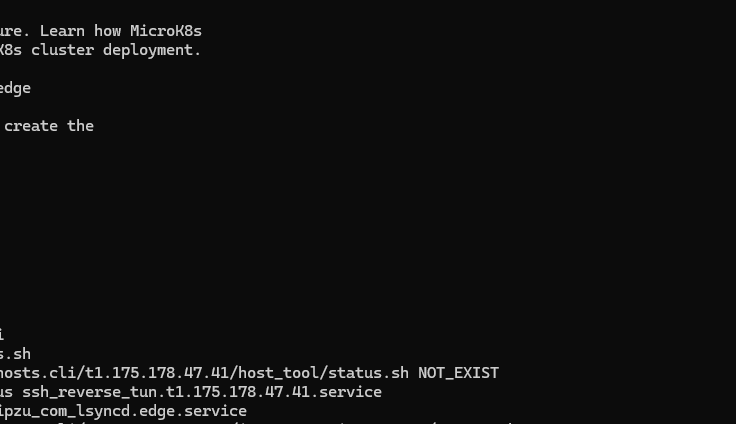 ure. Learn how MicroK8s
K8s cluster deployment.
edge
create the
i
s.sh
hosts.cli/t1.175.178.47.41/host_tool/status.sh NOT_EXIST
us ssh_reverse_tun.t1.175.178.47.41.service
ipzu_com_lsyncd.edge.service